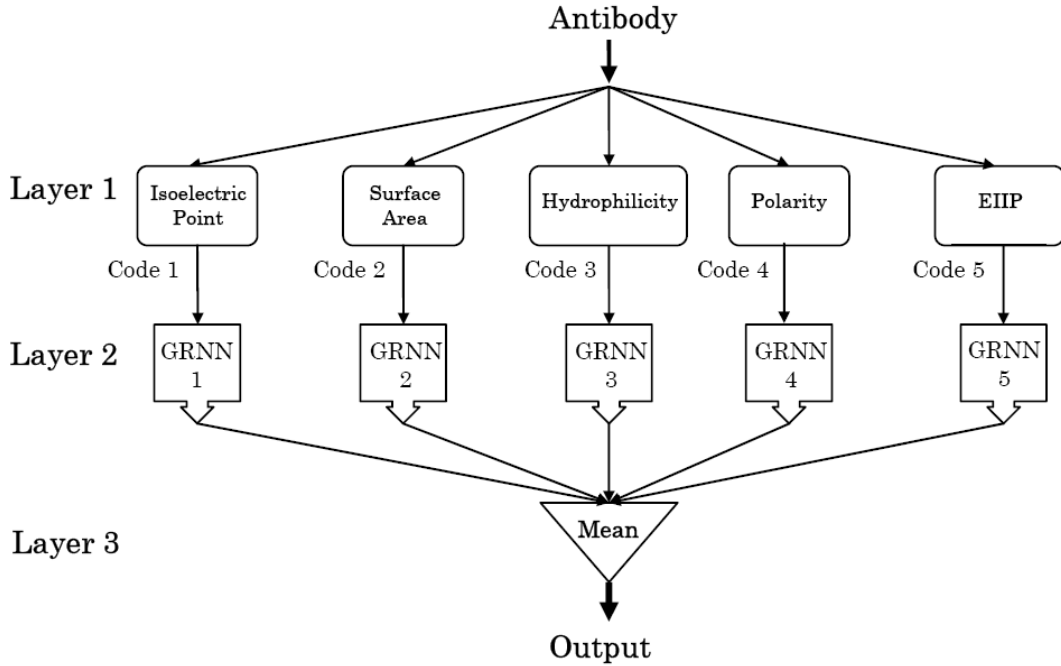 Antibody
Layer 1
Isoelectric
Point
Surface
Area
Hydrophilicity
Polarity
EIIP
Code 1
Code 2
Code 3
Code 4
Code 5
Layer 2
GRNN
1
GRNN
2
GRNN
3
GRNN
4
GRNN
5
Layer 3
Mean
Output